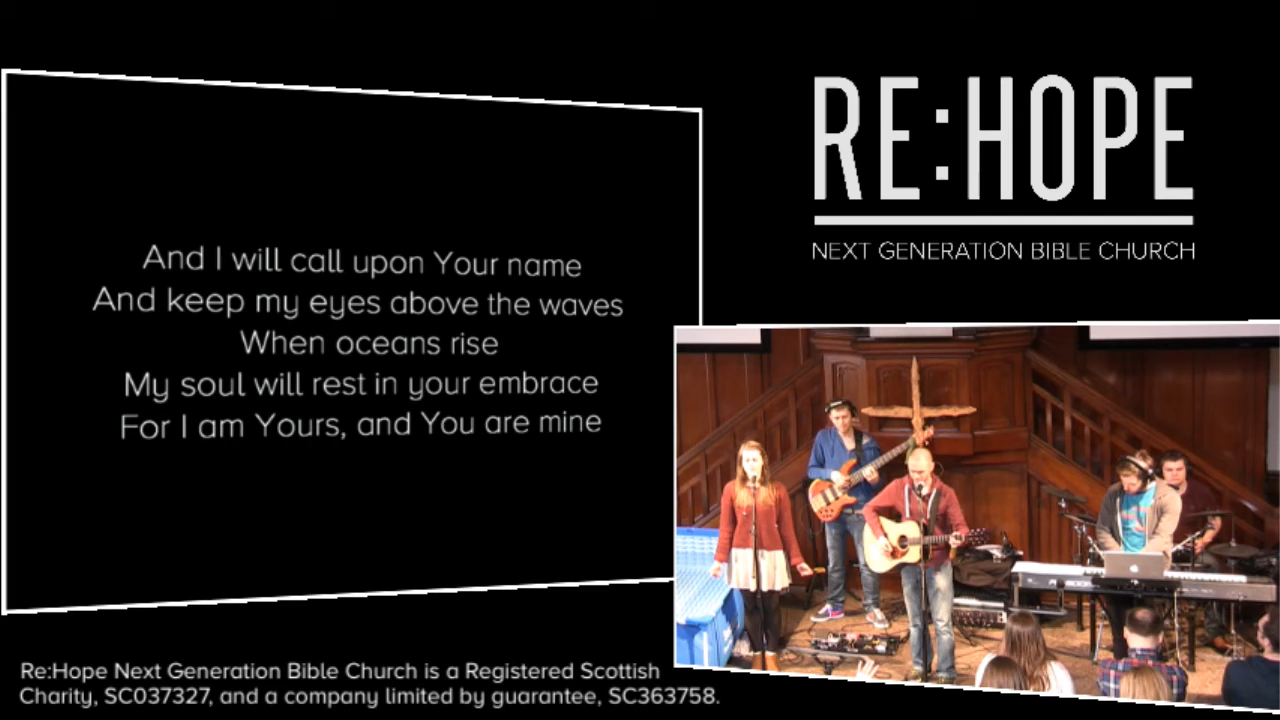 RE:HOPE
NEXT GENERATION BIBLE CHURCH
And I will call upon Your name
And keep my eyes above the waves
When oceans rise
My soul will rest in your embrace
For I am Yours, and You are mine
Re:Hope Next Generation Bible Church is a Registered Scottish
Charity, SC037327, and a company limited by guarantee, SC363758.